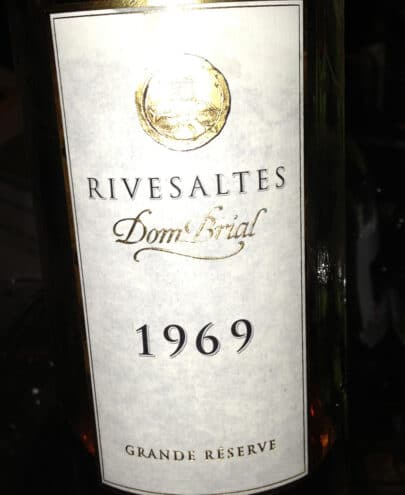 RIVESALTES
Dom Brial
1969
GRANDE RÉSERVE